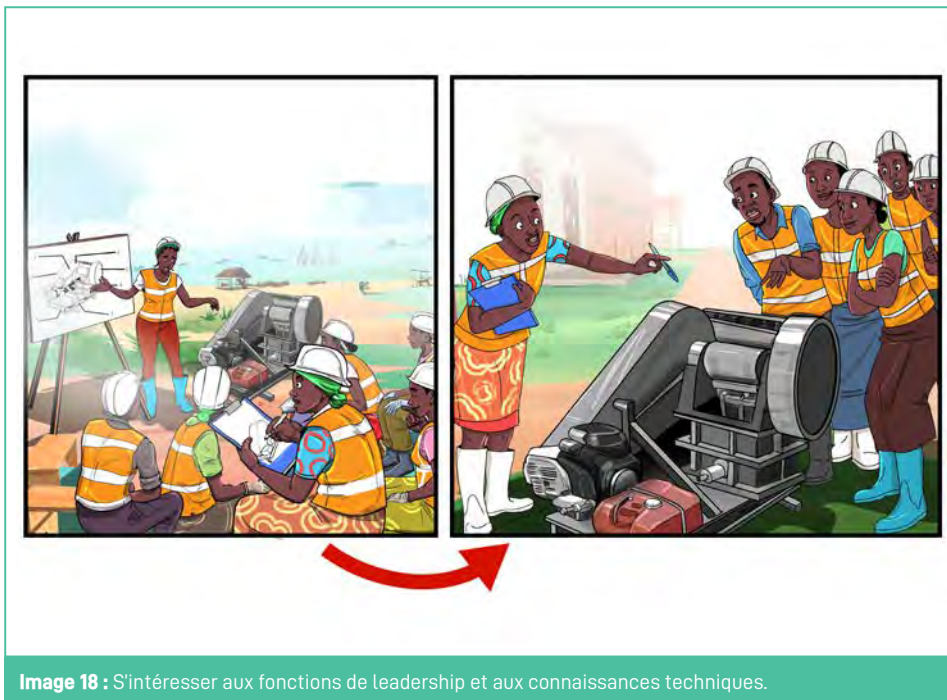 Image 18 : S'intéresser aux fonctions de leadership et aux connaissances techniques.